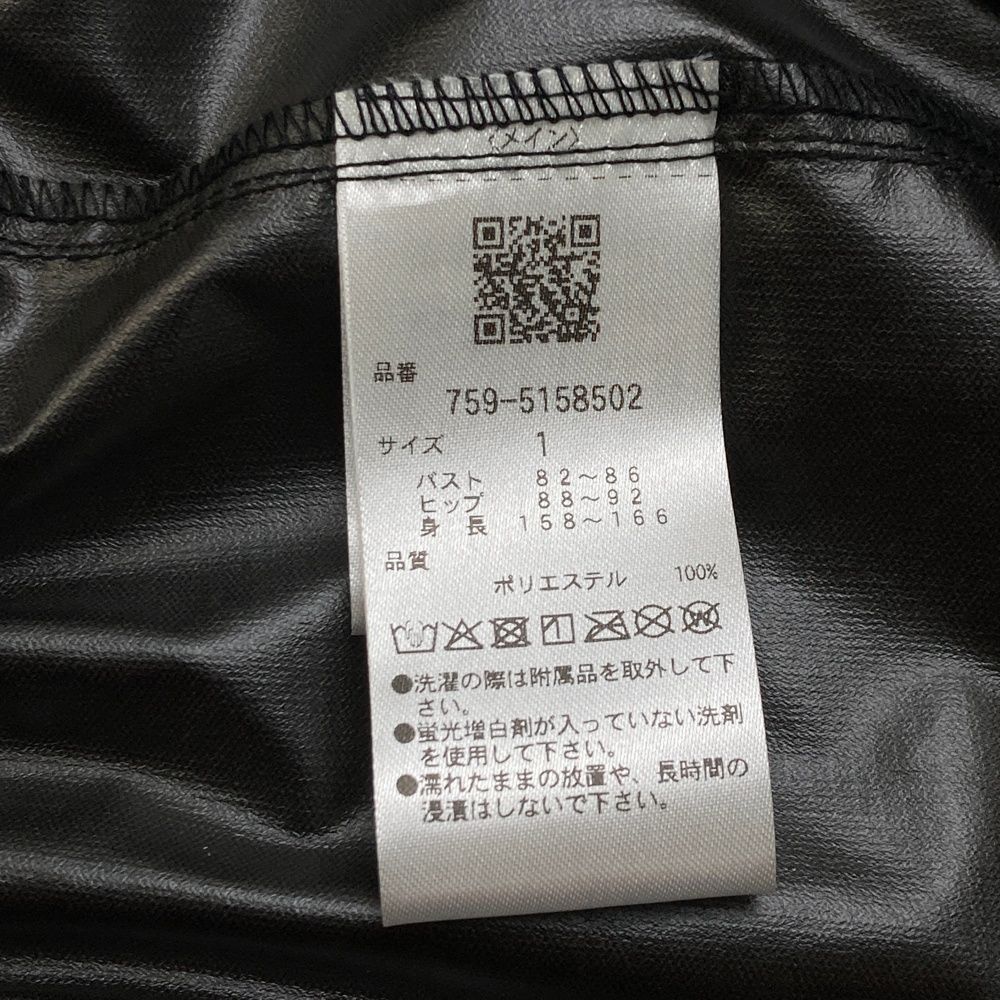 〈メイン〉
品番
759-5158502
サイズ 1
バスト 82～86
ヒップ 88～92
身長 158～166
品質
ポリエステル 100%
●洗濯の際は附属品を取外して下
さい。
●蛍光増白剤が入っていない洗剤
を使用して下さい。
●濡れたままの放置や、長時間の
浸漬はしないで下さい。